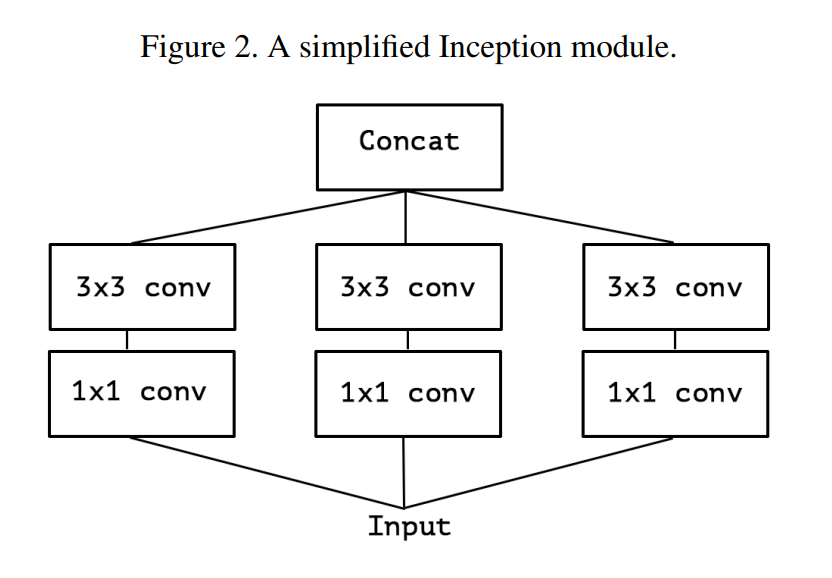 Figure 2. A simplified Inception module.
Concat
3x3 conv 3x3 conv 3x3 conv
1x1 conv 1x1 conv 1x1 conv
Input